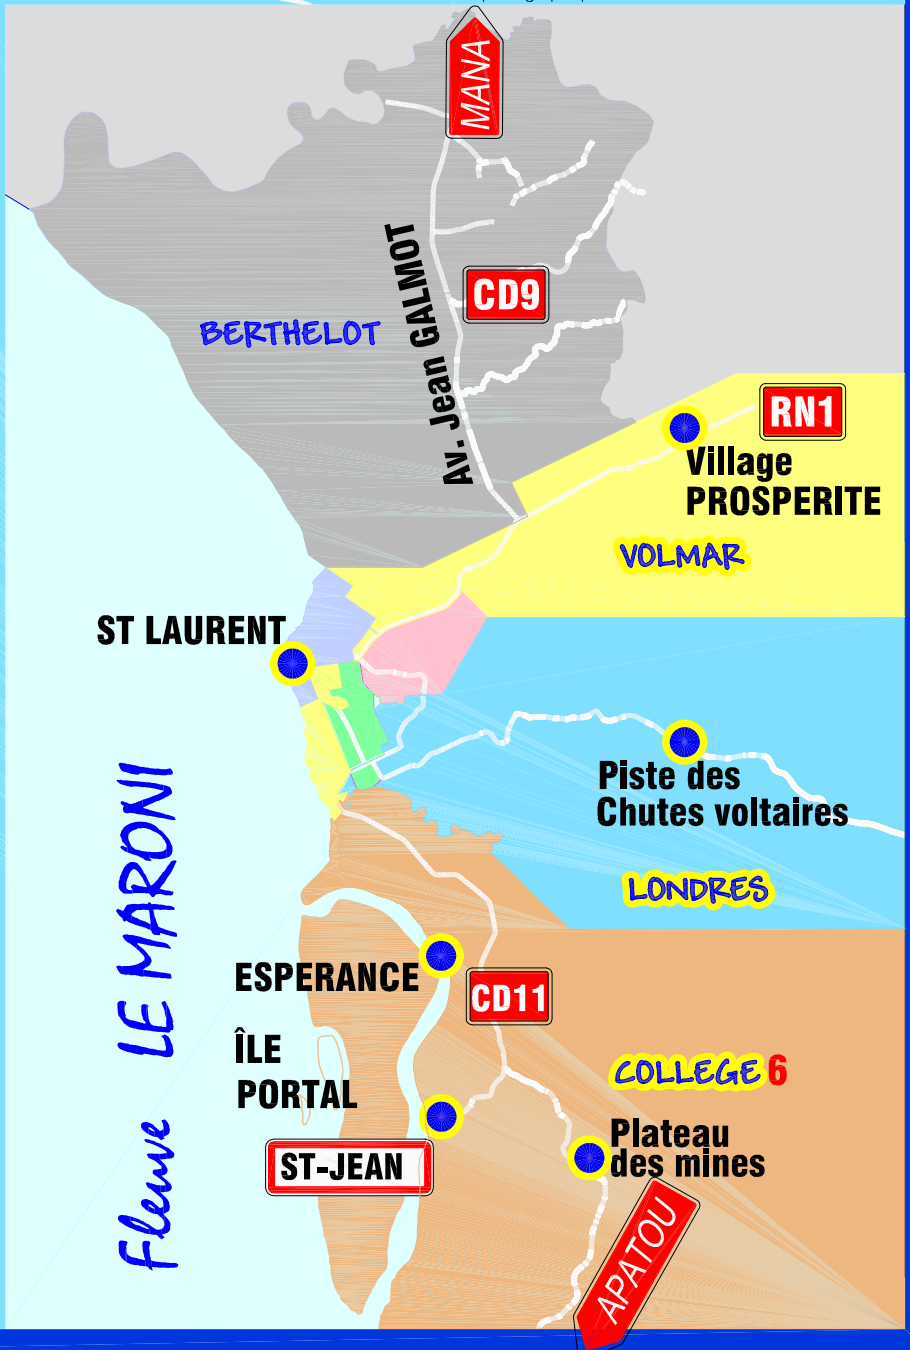 MANA
Av. Jean GALMOT
CD9
BERTHELOT
RN1
Village
PROSPERITE
VOLMAR
ST LAURENT
Piste des
Chutes voltaires
LONDRES
Fleuve LE MARONI
ESPERANCE
CD11
ÎLE
PORTAL
COLLEGE 6
Plateau
des mines
ST-JEAN
APATOU